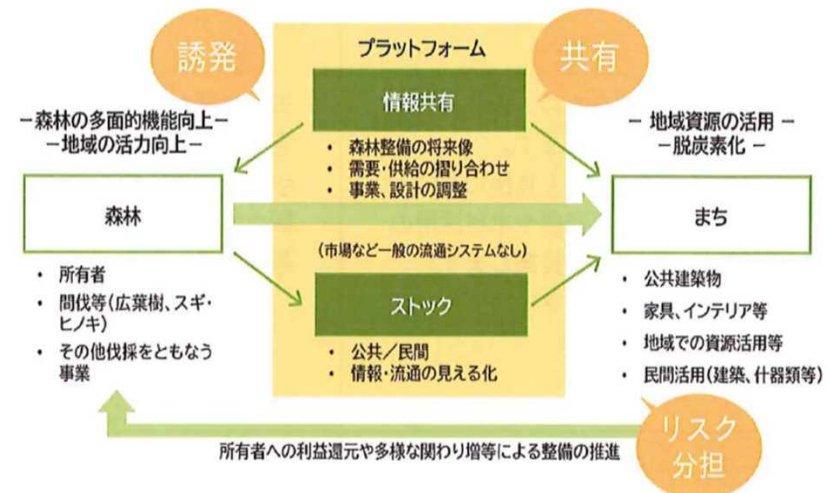 誘発
プラットフォーム
共有
情報共有
－森林の多面的機能向上－
－地域の活力向上－
・ 森林整備の将来像
・ 需要・供給の摺り合わせ
・ 事業、設計の調整
－ 地域資源の活用 －
－ 脱炭素化 －
森林
まち
(市場など一般の流通システムなし)
・ 所有者
・ 間伐等(広葉樹、スギ・
ヒノキ)
・ その他伐採をともなう
事業
ストック
・ 公共／民間
・ 情報・流通の見える化
・ 公共建築物
・ 家具、インテリア等
・ 地域での資源活用等
・ 民間活用(建築、什器類等)
リスク
分担
所有者への利益還元や多様な関わり増等による整備の推進